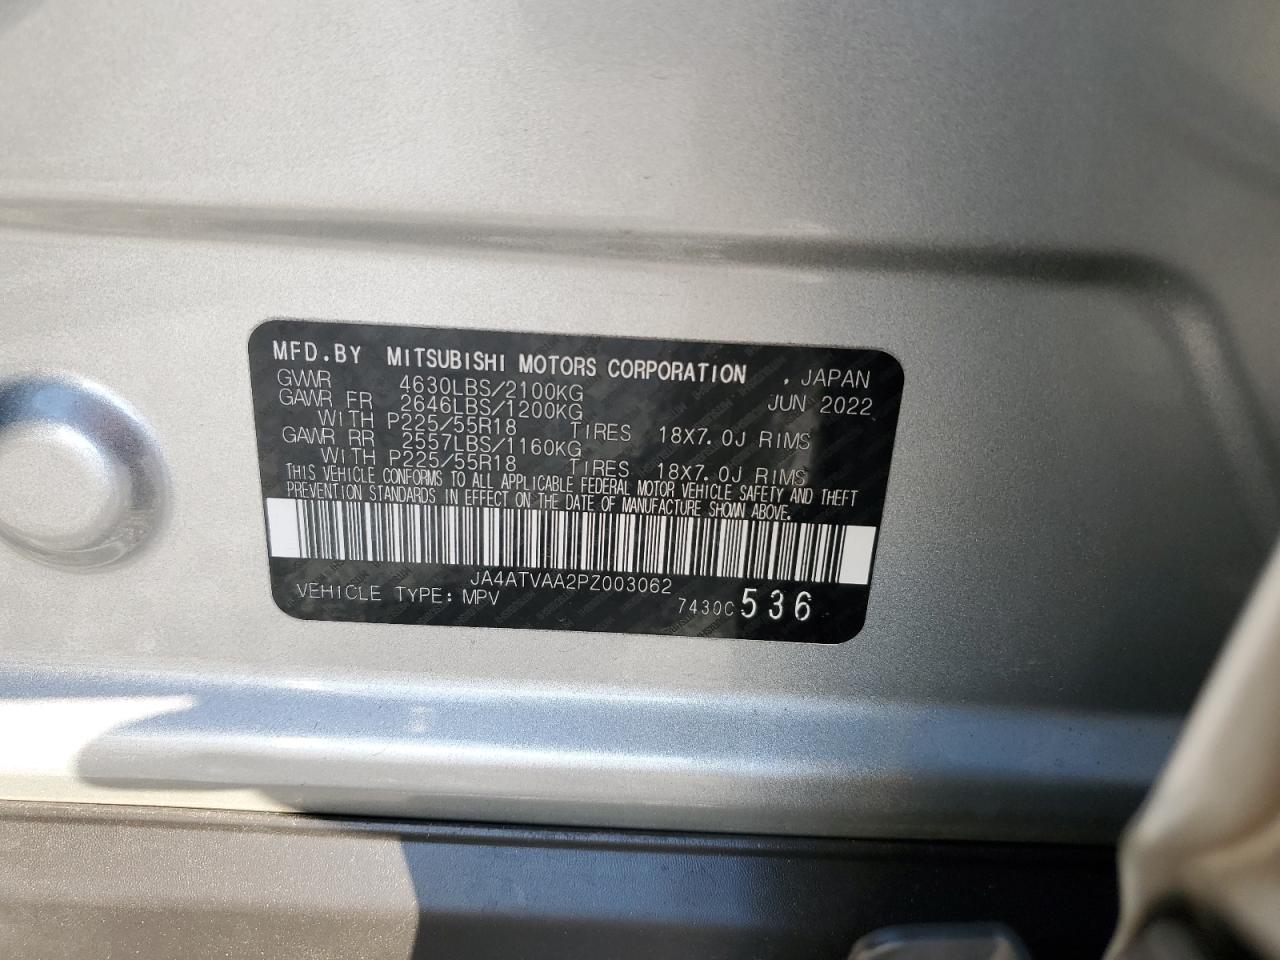 MFD.BY MITSUBISHI MOTORS CORPORATION . JAPAN
GVWR 4630LBS/2100KG JUN 2022
GAWR FR 2646LBS/1200KG
WITH P225/55R18 TIRES 18X7.0J RIMS
GAWR RR 2557LBS/1160KG
WITH P225/55R18 TIRES 18X7.0J RIMS
THIS VEHICLE CONFORMS TO ALL APPLICABLE FEDERAL MOTOR VEHICLE SAFETY AND THEFT
PREVENTION STANDARDS IN EFFECT ON THE DATE OF MANUFACTURE SHOWN ABOVE.
JA4ATVAA2PZ003062
VEHICLE TYPE: MPV 7430C 536